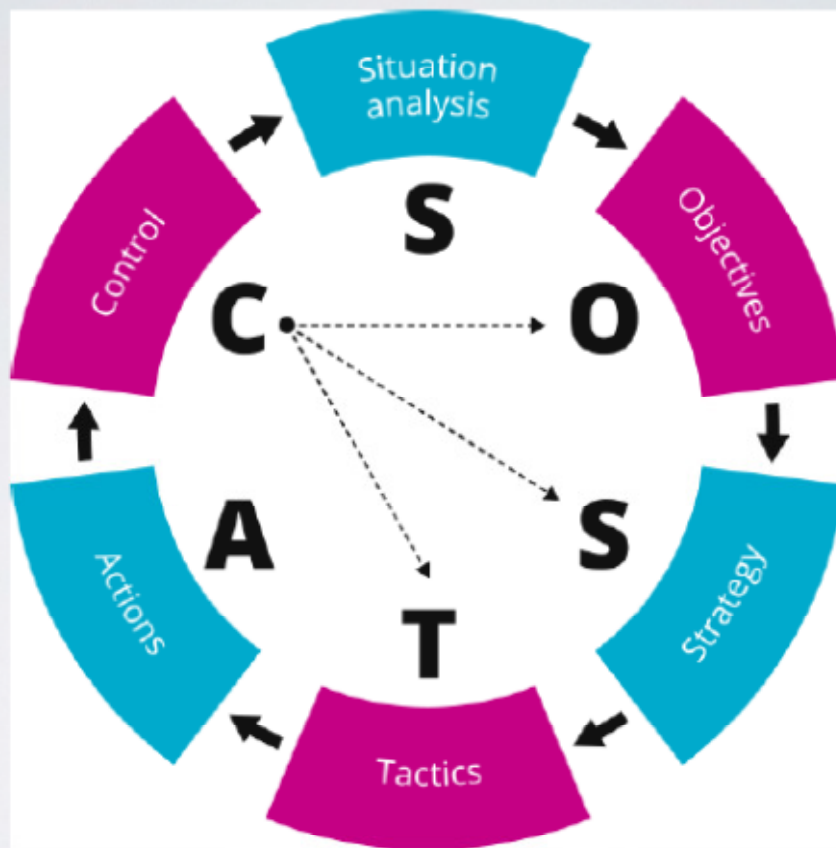 Situation
analysis
S
Objectives
O
Strategy
S
Tactics
T
Actions
A
Control
C